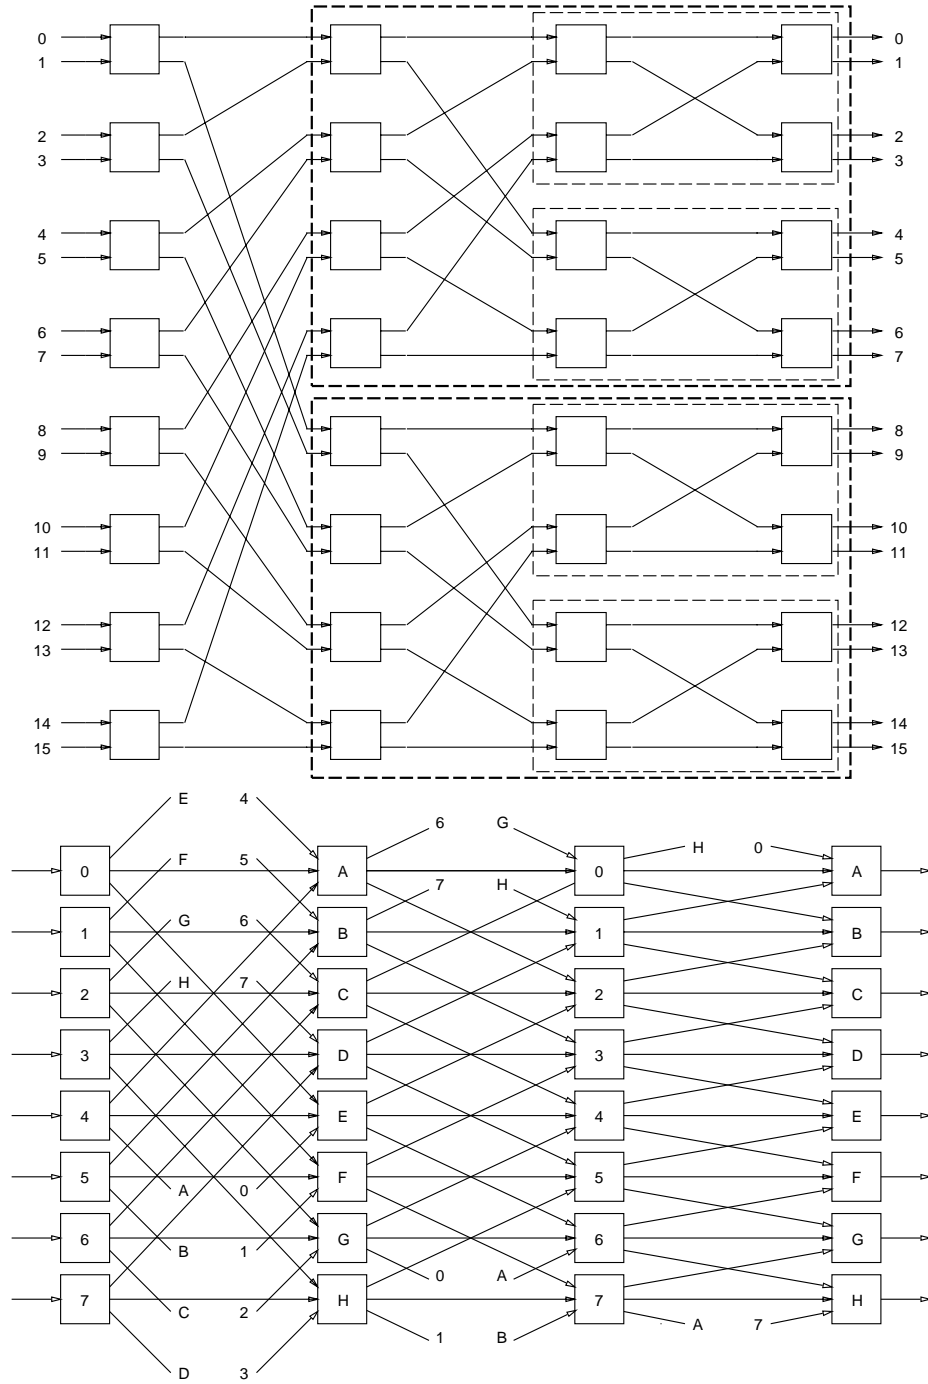 0 0
1 1
2 2
3 3
4 4
5 5
6 6
7 7
8 8
9 9
10 10
11 11
12 12
13 13
14 14
15 15
E 4
6 G
F 5 H 0
0 A 0 A
7 H
G 6
1 B 1 B
H 7
2 C 2 C
3 D 3 D
4 E 4 E
5 F 5 F
A 0
6 G 6 G
B 1
0 A
7 H 7 H
C 2
1 B A 7
D 3